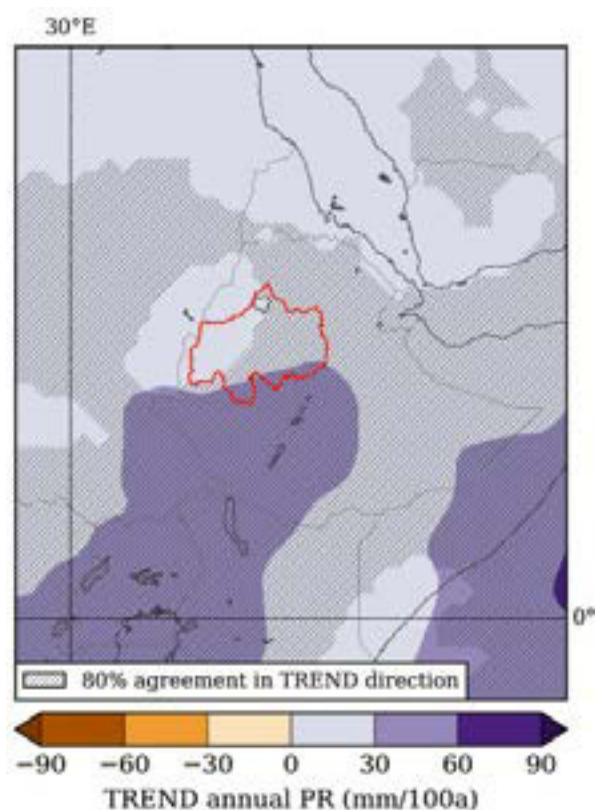 30°E
0°
80% agreement in TREND direction
−90 −60 −30 0 30 60 90
TREND annual PR (mm/100a)